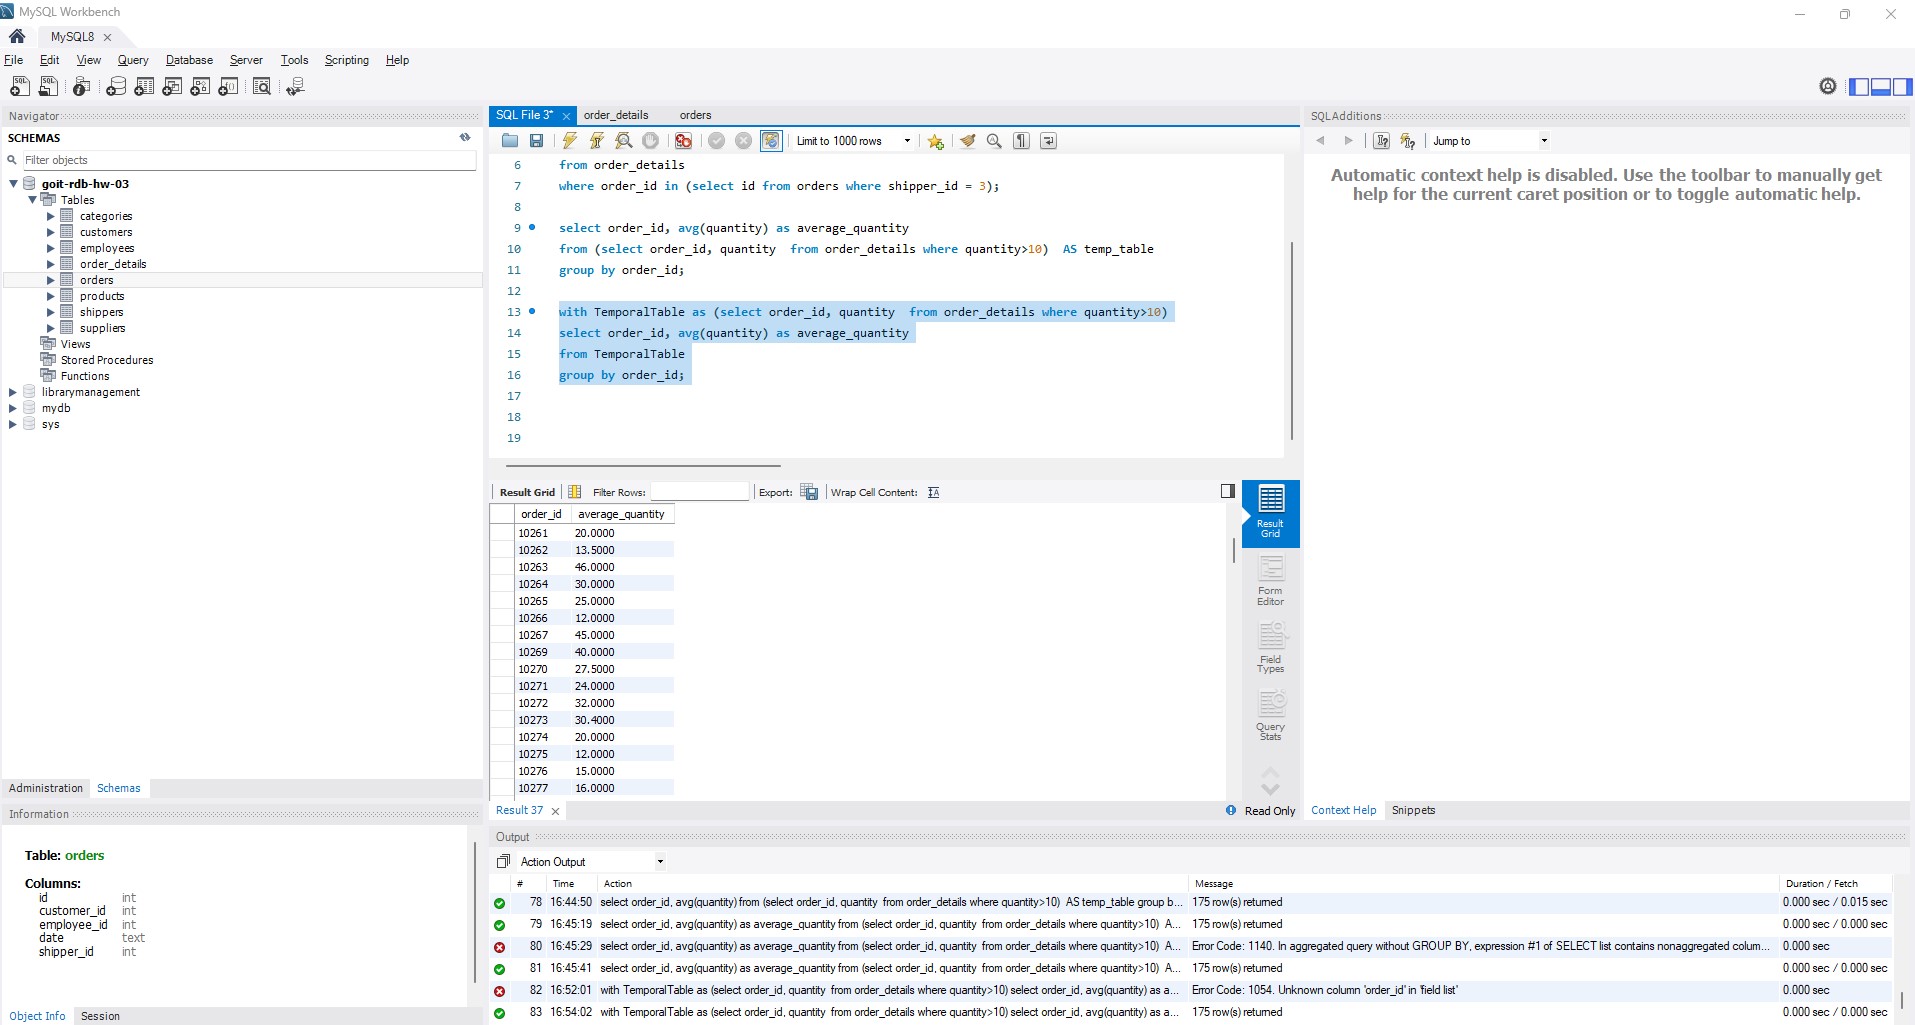 MySQL Workbench
MySQL8
File Edit View Query Database Server Tools Scripting Help
Navigator
SCHEMAS
Filter objects
goit-rdb-hw-03
Tables
categories
customers
employees
order_details
orders
products
shippers
suppliers
Views
Stored Procedures
Functions
librarymanagement
mydb
sys
Administration Schemas
Information
Table: orders
Columns:
id int
customer_id int
employee_id int
date text
shipper_id int
Object Info Session
SQL File 3* order_details orders
Limit to 1000 rows
6 from order_details
7 where order_id in (select id from orders where shipper_id = 3);
8
9 select order_id, avg(quantity) as average_quantity
10 from (select order_id, quantity  from order_details where quantity>10)  AS temp_table
11 group by order_id;
12
13 with TemporalTable as (select order_id, quantity  from order_details where quantity>10)
14 select order_id, avg(quantity) as average_quantity
15 from TemporalTable
16 group by order_id;
17
18
19
Result Grid Filter Rows: Export: Wrap Cell Content:
order_id average_quantity
10261 20.0000
10262 13.5000
10263 46.0000
10264 30.0000
10265 25.0000
10266 12.0000
10267 45.0000
10269 40.0000
10270 27.5000
10271 24.0000
10272 32.0000
10273 30.4000
10274 20.0000
10275 12.0000
10276 15.0000
10277 16.0000
Result Grid
Form Editor
Field Types
Query Stats
Result 37
Read Only
SQLAdditions
Jump to
Automatic context help is disabled. Use the toolbar to manually get
help for the current caret position or to toggle automatic help.
Context Help Snippets
Output
Action Output
# Time Action Message Duration / Fetch
78 16:44:50 select order_id, avg(quantity) from (select order_id, quantity  from order_details where quantity>10)  AS temp_table group b... 175 row(s) returned 0.000 sec / 0.015 sec
79 16:45:19 select order_id, avg(quantity) as average_quantity from (select order_id, quantity  from order_details where quantity>10)  A... 175 row(s) returned 0.000 sec / 0.000 sec
80 16:45:29 select order_id, avg(quantity) as average_quantity from (select order_id, quantity  from order_details where quantity>10)  A... Error Code: 1140. In aggregated query without GROUP BY, expression #1 of SELECT list contains nonaggregated colum... 0.000 sec
81 16:45:41 select order_id, avg(quantity) as average_quantity from (select order_id, quantity  from order_details where quantity>10)  A... 175 row(s) returned 0.000 sec / 0.000 sec
82 16:52:01 with TemporalTable as (select order_id, quantity  from order_details where quantity>10) select order_id, avg(quantity) as a... Error Code: 1054. Unknown column 'order_id' in 'field list' 0.000 sec
83 16:54:02 with TemporalTable as (select order_id, quantity  from order_details where quantity>10) select order_id, avg(quantity) as a... 175 row(s) returned 0.000 sec / 0.000 sec